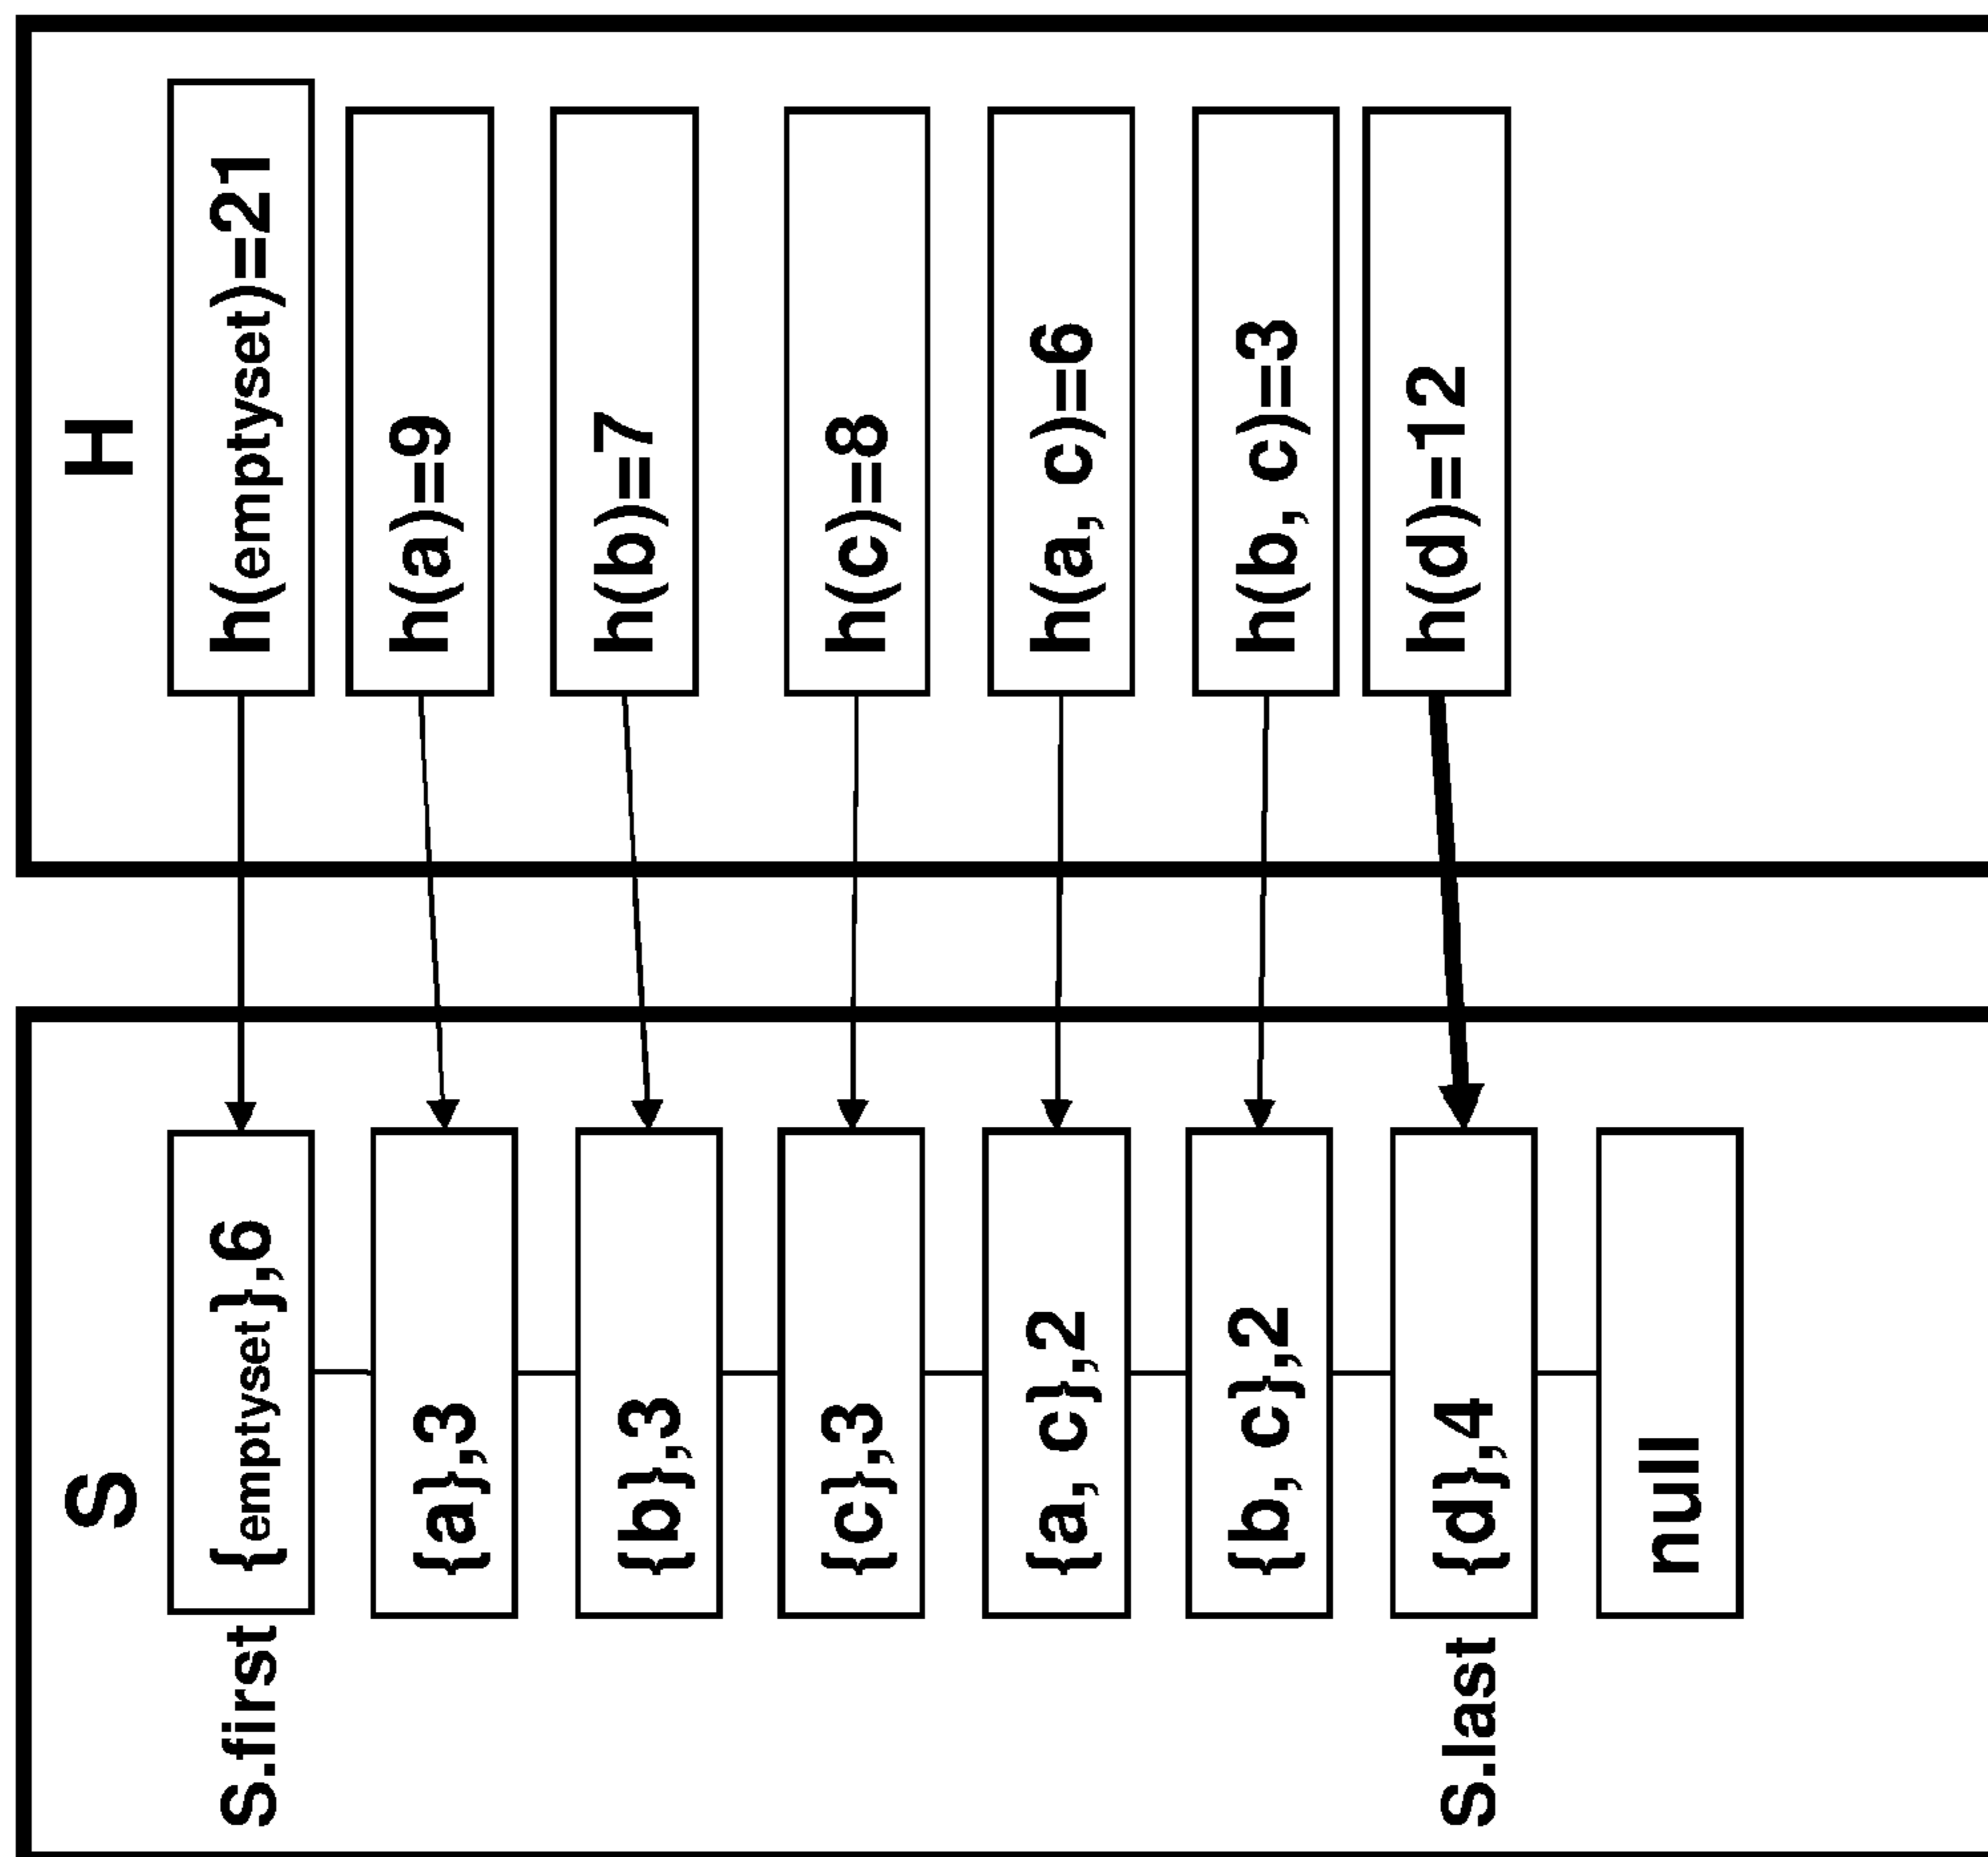 H
h(emptyset)=21
h(a)=9
h(b)=7
h(c)=8
h(a, c)=6
h(b, c)=3
h(d)=12
S
S.first {emptyset},6
{a},3
{b},3
{c},3
{a, c},2
{b, c},2
S.last {d},4
null